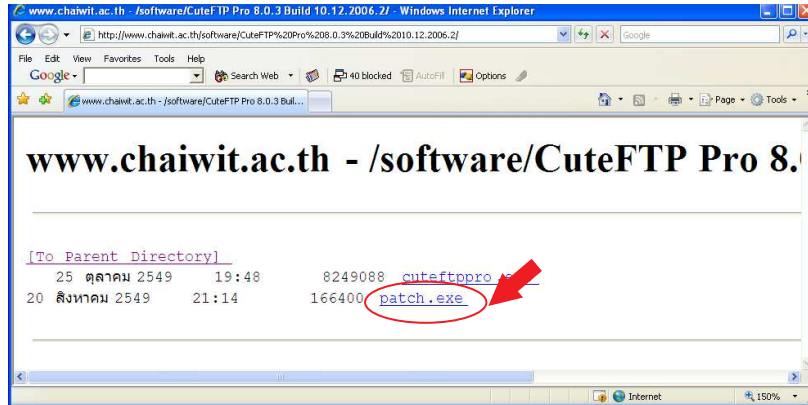 www.chaiwit.ac.th - /software/CuteFTP Pro 8.0.3 Build 10.12.2006.2/ - Windows Internet Explorer
http://www.chaiwit.ac.th/software/CuteFTP%20Pro%208.0.3%20Build%2010.12.2006.2/ Google
File Edit View Favorites Tools Help
Google Search Web 40 blocked AutoFill Options
www.chaiwit.ac.th - /software/CuteFTP Pro 8.0.3 Buil... Page Tools
www.chaiwit.ac.th - /software/CuteFTP Pro 8.
[To Parent Directory]
25 ตุลาคม 2549 19:48 8249088 cuteftppro
20 สิงหาคม 2549 21:14 166400 patch.exe
Internet 150%